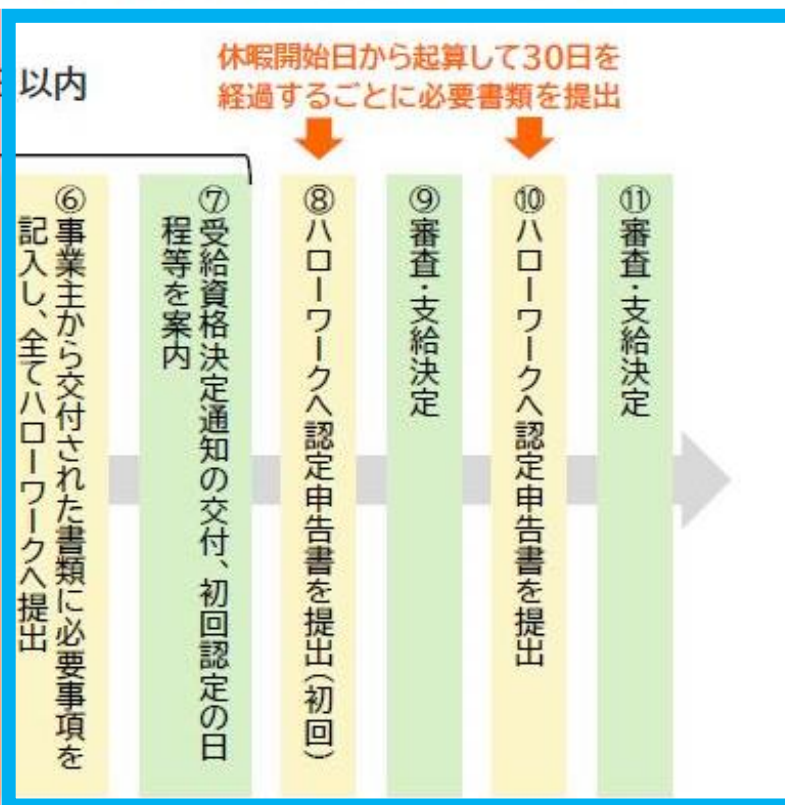 以内
休暇開始日から起算して30日を
経過するごとに必要書類を提出
⑥事業主から交付された書類に必要事項を
記入し、全てハローワークへ提出
⑦受給資格決定通知の交付、初回認定の日
程等を案内
⑧ハローワークへ認定申告書を提出(初回)
⑨審査・支給決定
⑩ハローワークへ認定申告書を提出
⑪審査・支給決定